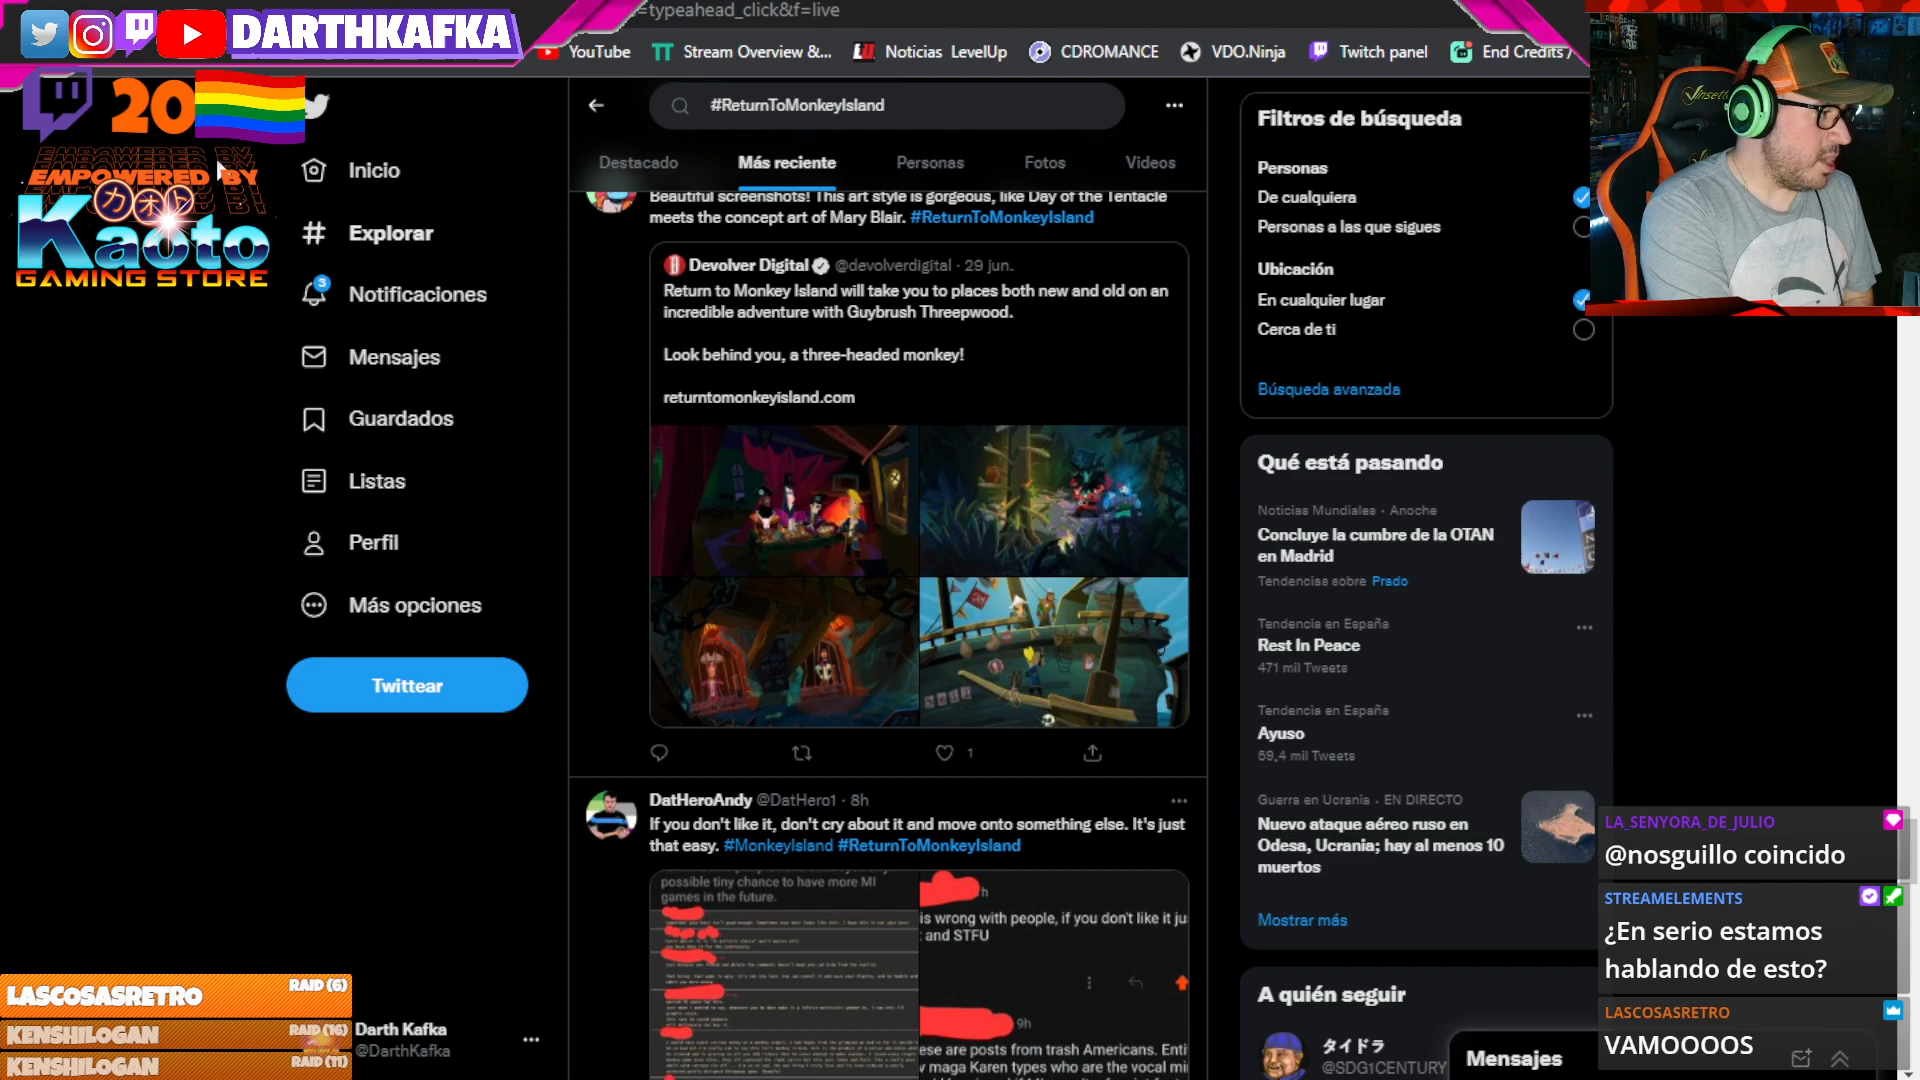 DARTHKAFKA
=typeahead_click&f=live
YouTube
Stream Overview &...
Noticias LevelUp
CDROMANCE
VDO.Ninja
Twitch panel
End Credits /
20
EMPOWERED BY
カオト
Kaoto
GAMING STORE
Inicio
Explorar
3
Notificaciones
Mensajes
Guardados
Listas
Perfil
Más opciones
Twittear
#ReturnToMonkeyIsland
Destacado
Más reciente
Personas
Fotos
Videos
Beautiful screenshots! This art style is gorgeous, like Day of the Tentacle
meets the concept art of Mary Blair. #ReturnToMonkeyIsland
Devolver Digital @devolverdigital · 29 jun.
Return to Monkey Island will take you to places both new and old on an
incredible adventure with Guybrush Threepwood.
Look behind you, a three-headed monkey!
returntomonkeyisland.com
1
DatHeroAndy @DatHero1 · 8h
If you don't like it, don't cry about it and move onto something else. It's just
that easy. #MonkeyIsland #ReturnToMonkeyIsland
possible tiny chance to have more MI
games in the future.
h
is wrong with people, if you don't like it ju
and STFU
9h
ese are posts from trash Americans. Enti
maga Karen types who are the vocal mi
Filtros de búsqueda
Personas
De cualquiera
Personas a las que sigues
Ubicación
En cualquier lugar
Cerca de ti
Búsqueda avanzada
Qué está pasando
Noticias Mundiales · Anoche
Concluye la cumbre de la OTAN
en Madrid
Tendencias sobre Prado
Tendencia en España
Rest In Peace
471 mil Tweets
Tendencia en España
Ayuso
59,4 mil Tweets
Guerra en Ucrania · EN DIRECTO
Nuevo ataque aéreo ruso en
Odesa, Ucrania; hay al menos 10
muertos
Mostrar más
A quién seguir
タイドラ
@SDG1CENTURY
Mensajes
LA_SENYORA_DE_JULIO
@nosguillo coincido
STREAMELEMENTS
¿En serio estamos
hablando de esto?
LASCOSASRETRO
VAMOOOOS
LASCOSASRETRO RAID (6)
KENSHILOGAN RAID (16)
KENSHILOGAN RAID (11)
Darth Kafka
@DarthKafka